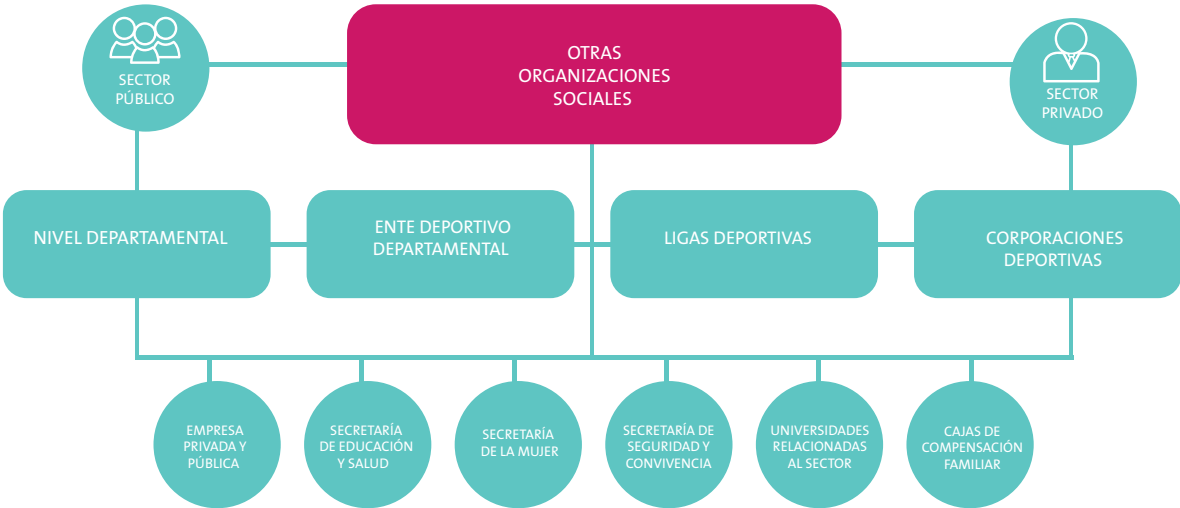 SECTOR
PÚBLICO
OTRAS
ORGANIZACIONES
SOCIALES
SECTOR
PRIVADO
NIVEL DEPARTAMENTAL
ENTE DEPORTIVO
DEPARTAMENTAL
LIGAS DEPORTIVAS
CORPORACIONES
DEPORTIVAS
EMPRESA
PRIVADA Y
PÚBLICA
SECRETARÍA
DE EDUCACIÓN
Y SALUD
SECRETARÍA
DE LA MUJER
SECRETARÍA DE
SEGURIDAD Y
CONVIVENCIA
UNIVERSIDADES
RELACIONADAS
AL SECTOR
CAJAS DE
COMPENSACIÓN
FAMILIAR